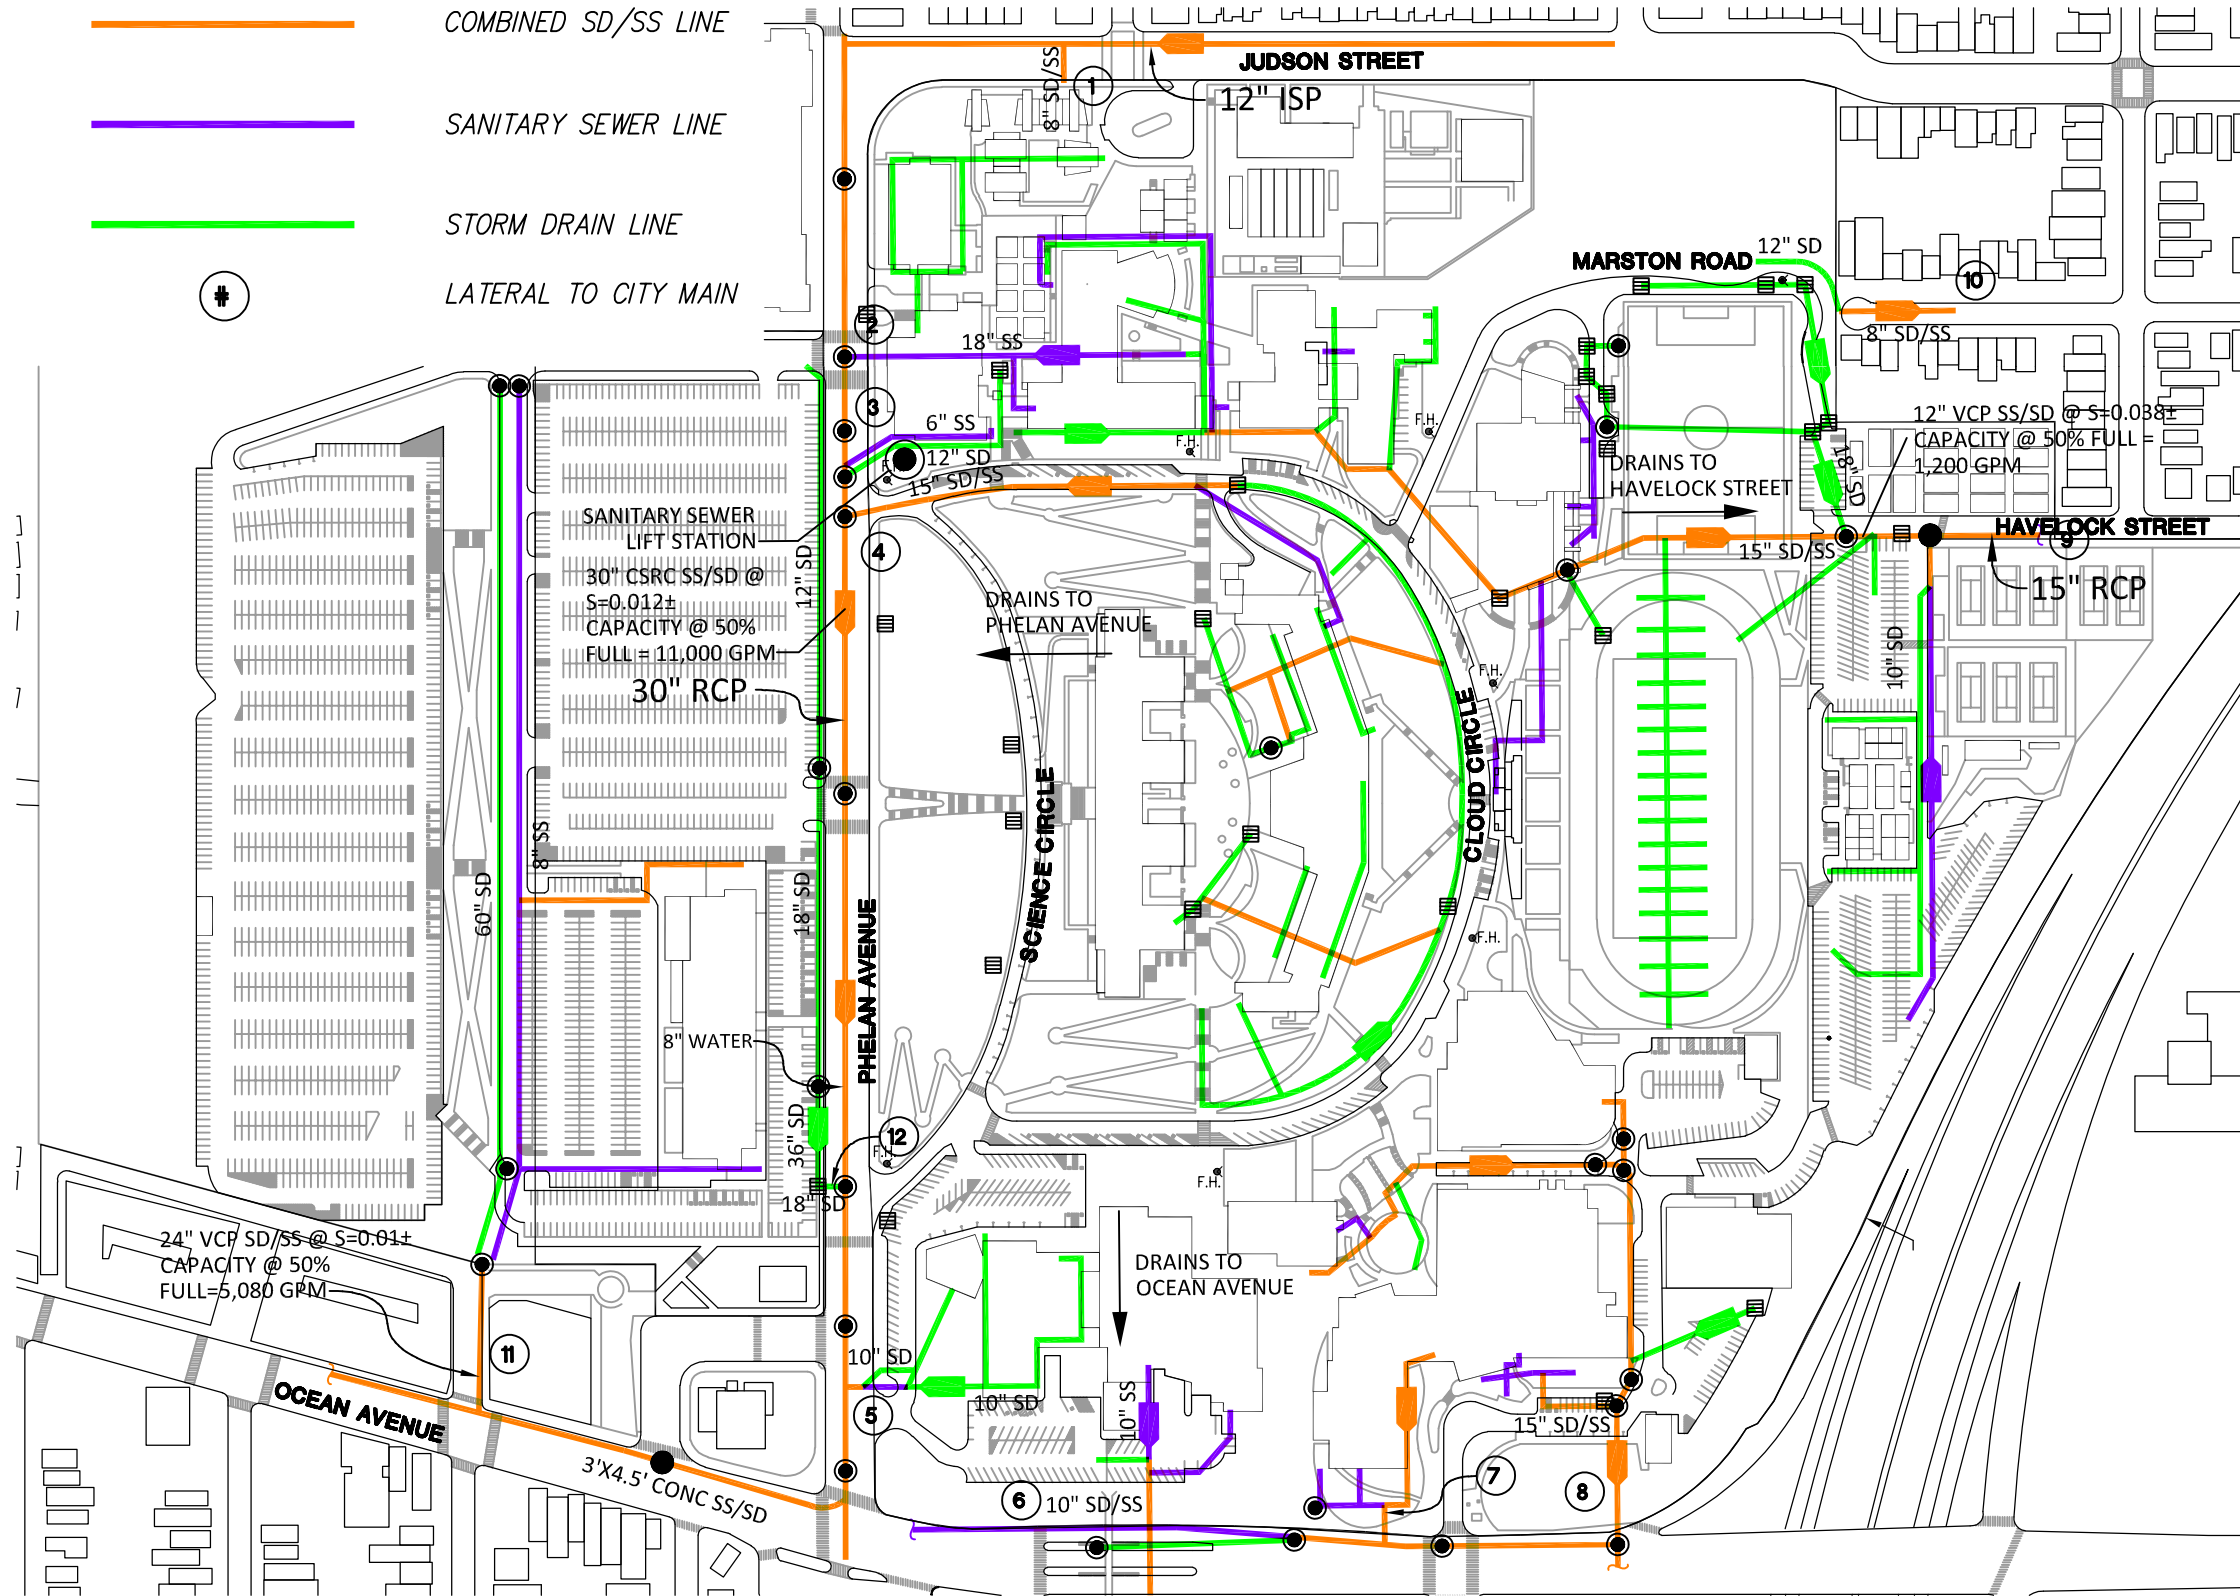 COMBINED SD/SS LINE
SANITARY SEWER LINE
STORM DRAIN LINE
#
LATERAL TO CITY MAIN
JUDSON STREET
12" ISP
8" SD/SS
1
MARSTON ROAD
12" SD
10
8" SD/SS
2
18" SS
3
6" SS
12" SD
15" SD/SS
F.H.
F.H.
F.H.
SANITARY SEWER
LIFT STATION
4
30" CSRC SS/SD @
S=0.012±
CAPACITY @ 50%
FULL = 11,000 GPM
30" RCP
12" SD
DRAINS TO
PHELAN AVENUE
DRAINS TO
HAVELOCK STREET
18" SD
12" VCP SS/SD @ S=0.038±
CAPACITY @ 50% FULL =
1,200 GPM
HAVELOCK STREET
9
15" SD/SS
15" RCP
10" SD
F.H.
CLOUD CIRCLE
SCIENCE CIRCLE
PHELAN AVENUE
8" SS
60" SD
18" SD
F.H.
8" WATER
36" SD
12
F.H.
18" SD
F.H.
24" VCP SD/SS @ S=0.01±
CAPACITY @ 50%
FULL=5,080 GPM
11
OCEAN AVENUE
3'X4.5' CONC SS/SD
DRAINS TO
OCEAN AVENUE
10" SD
10" SD
5
10" SS
6
10" SD/SS
7
15" SD/SS
8